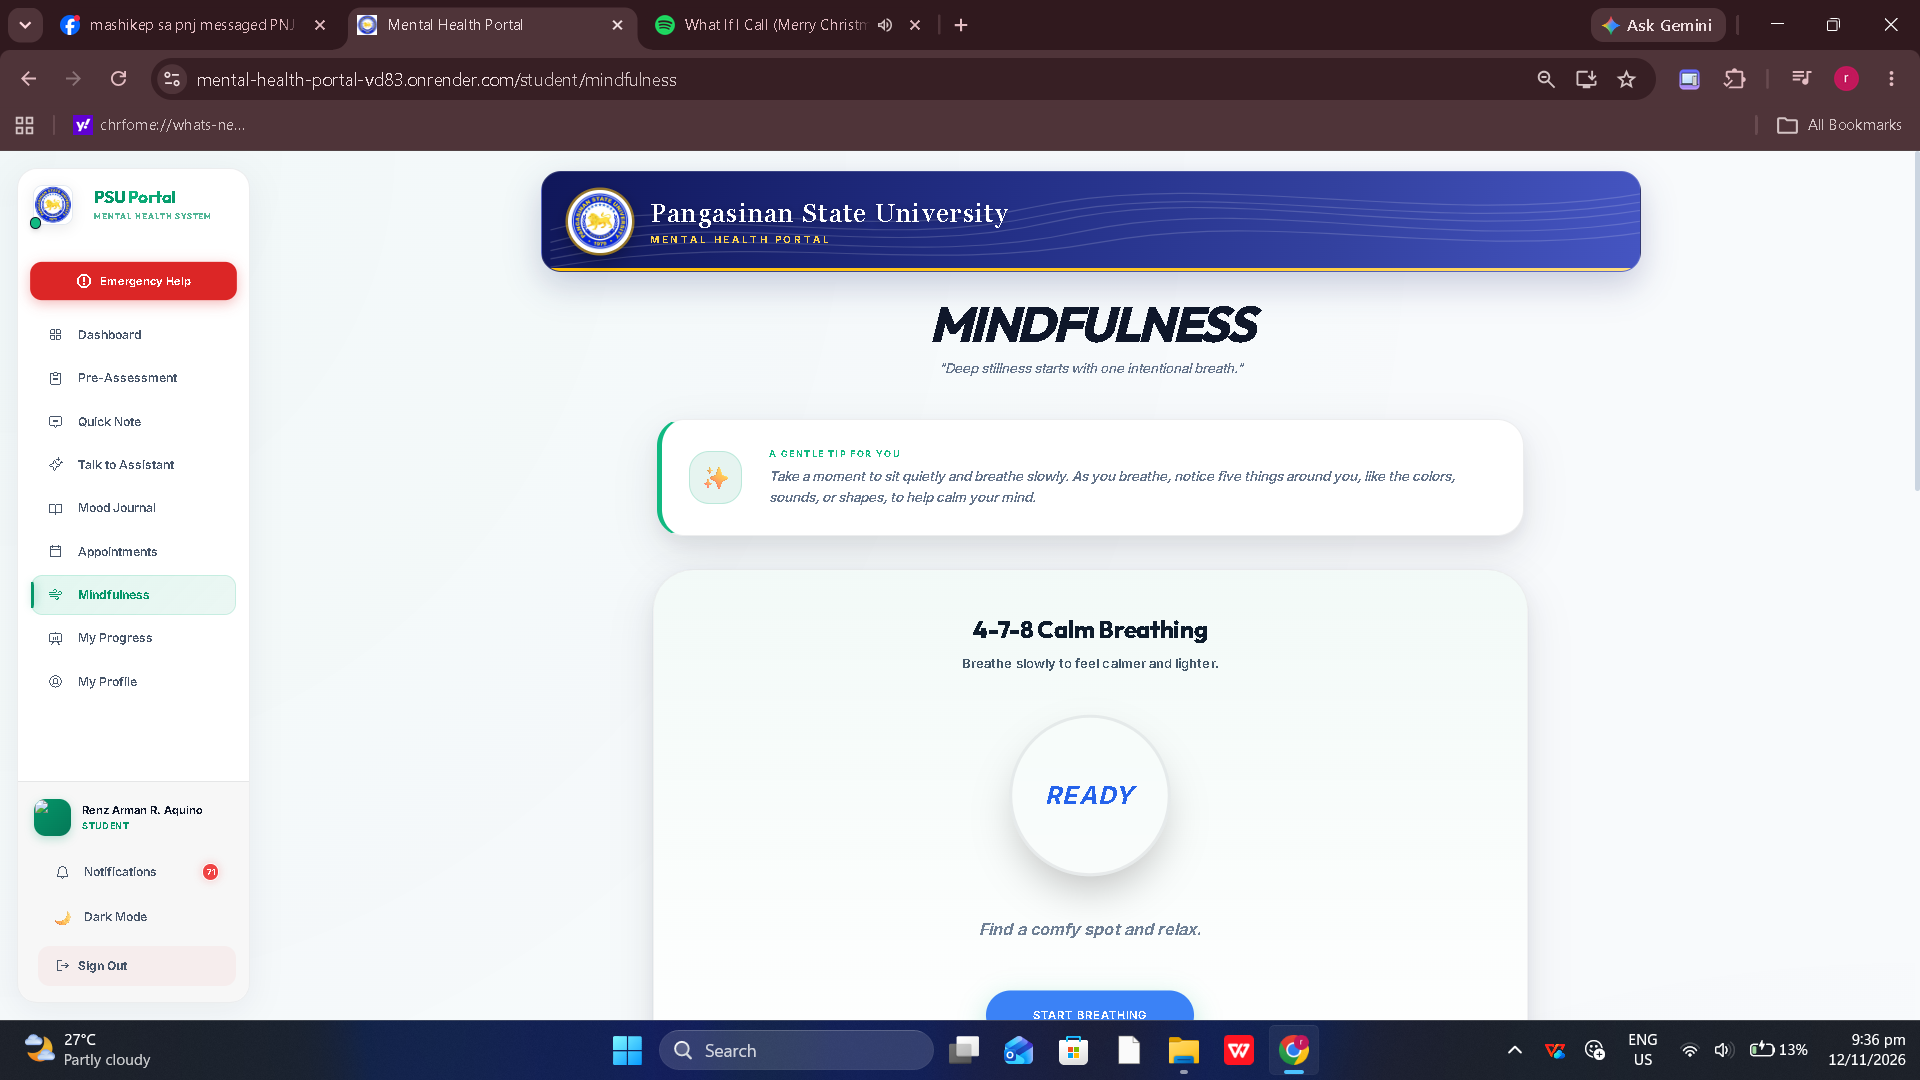 mashikep sa pnj messaged PNJ
Mental Health Portal
What If I Call (Merry Christm
Ask Gemini
mental-health-portal-vd83.onrender.com/student/mindfulness
r
chrfome://whats-ne...
All Bookmarks
PSU Portal
MENTAL HEALTH SYSTEM
Emergency Help
Dashboard
Pre-Assessment
Quick Note
Talk to Assistant
Mood Journal
Appointments
Mindfulness
My Progress
My Profile
Renz Arman R. Aquino
STUDENT
Notifications
71
Dark Mode
Sign Out
Pangasinan State University
MENTAL HEALTH PORTAL
MINDFULNESS
"Deep stillness starts with one intentional breath."
A GENTLE TIP FOR YOU
Take a moment to sit quietly and breathe slowly. As you breathe, notice five things around you, like the colors,
sounds, or shapes, to help calm your mind.
4-7-8 Calm Breathing
Breathe slowly to feel calmer and lighter.
READY
Find a comfy spot and relax.
START BREATHING
27°C
Partly cloudy
Search
ENG
US
13%
9:36 pm
12/11/2026